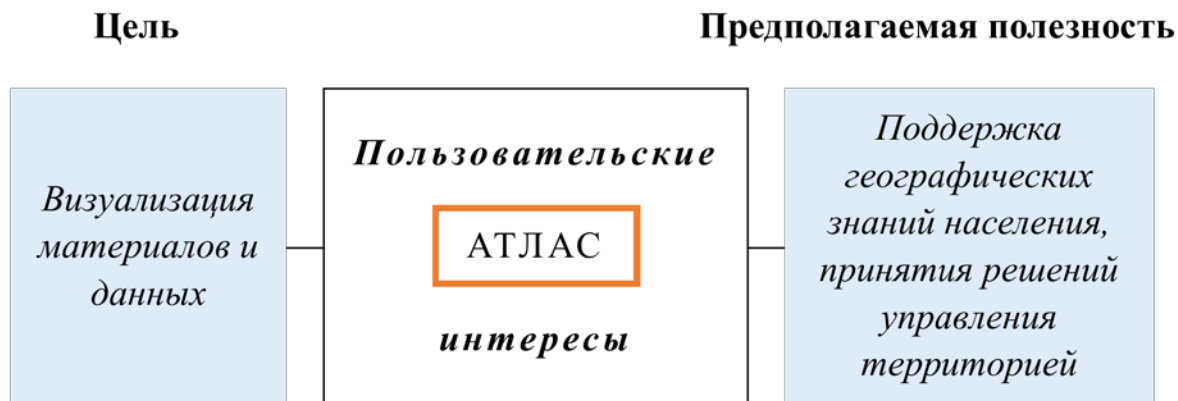 Цель
Предполагаемая полезность
Визуализация
материалов и
данных
Пользовательские
АТЛАС
интересы
Поддержка
географических
знаний населения,
принятия решений
управления
территорией